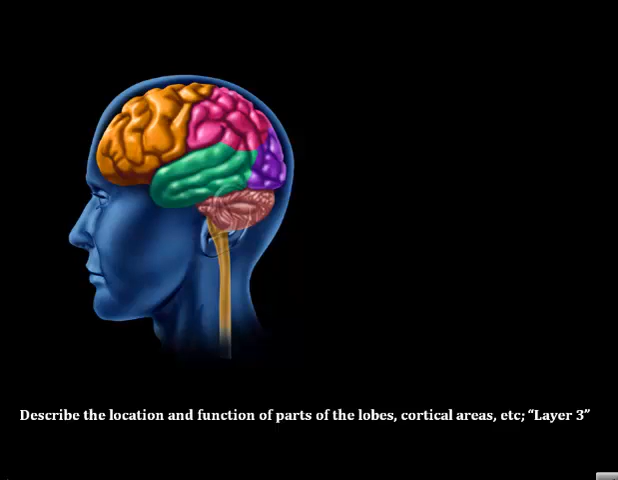 Describe the location and function of parts of the lobes, cortical areas, etc; “Layer 3”